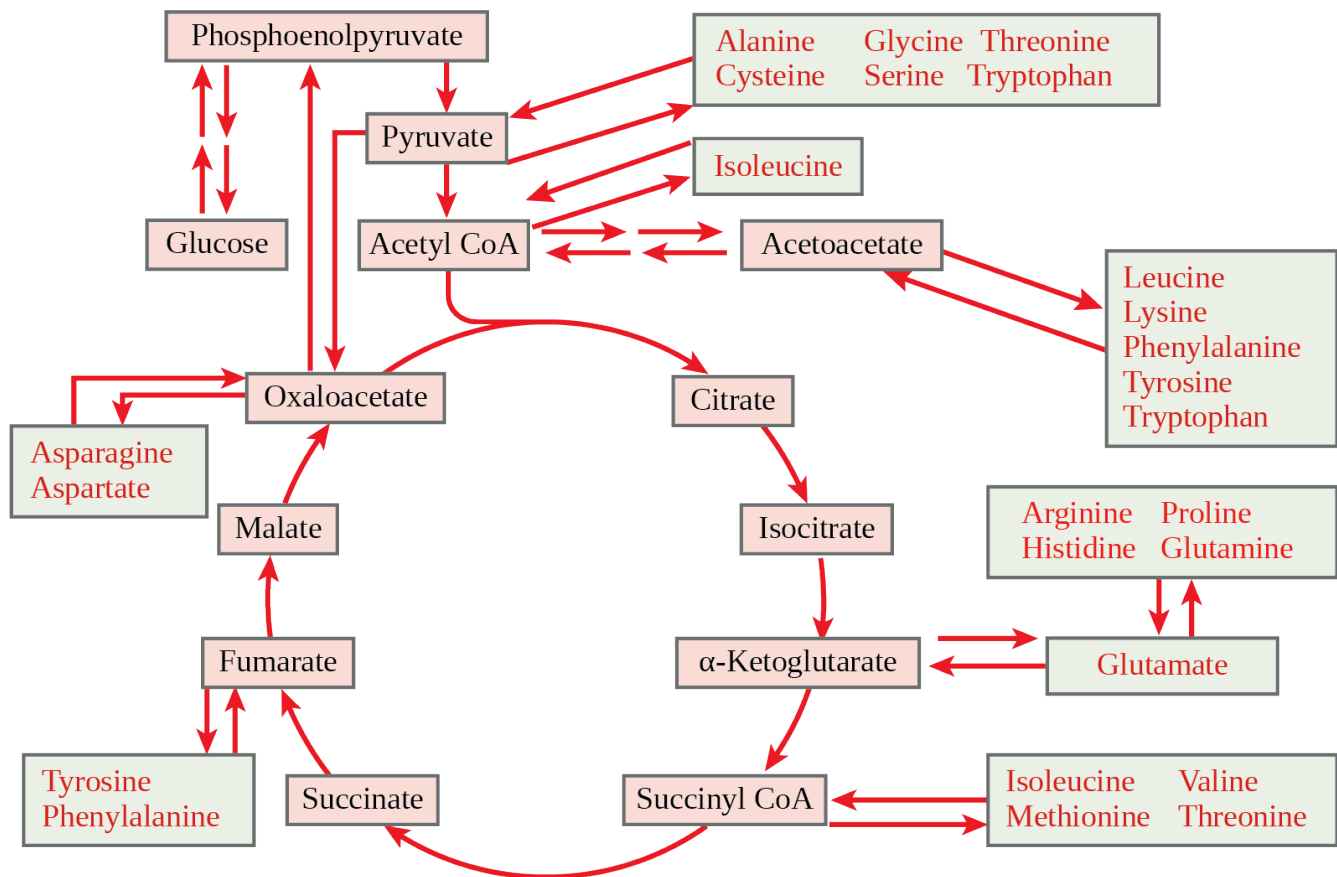 Phosphoenolpyruvate
Alanine Glycine Threonine
Cysteine Serine Tryptophan
Pyruvate
Isoleucine
Glucose
Acetyl CoA
Acetoacetate
Leucine
Lysine
Phenylalanine
Tyrosine
Tryptophan
Oxaloacetate
Citrate
Asparagine
Aspartate
Malate
Isocitrate
Arginine Proline
Histidine Glutamine
Fumarate
α-Ketoglutarate
Glutamate
Tyrosine
Phenylalanine
Succinate
Succinyl CoA
Isoleucine Valine
Methionine Threonine